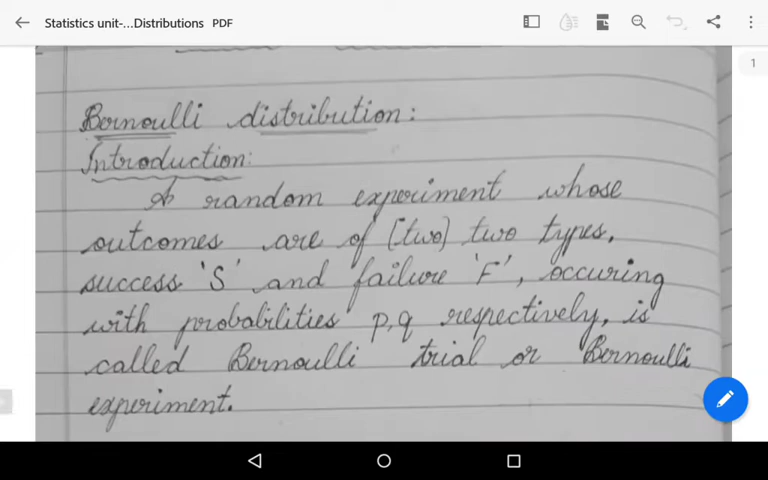 Statistics unit-...Distributions PDF
1
Bernoulli distribution:
Introduction:
A random experiment whose
outcomes are of [two] two types,
success 'S' and failure 'F', occuring
with probabilities p,q respectively, is
called Bernoulli trial or Bernoulli
experiment.